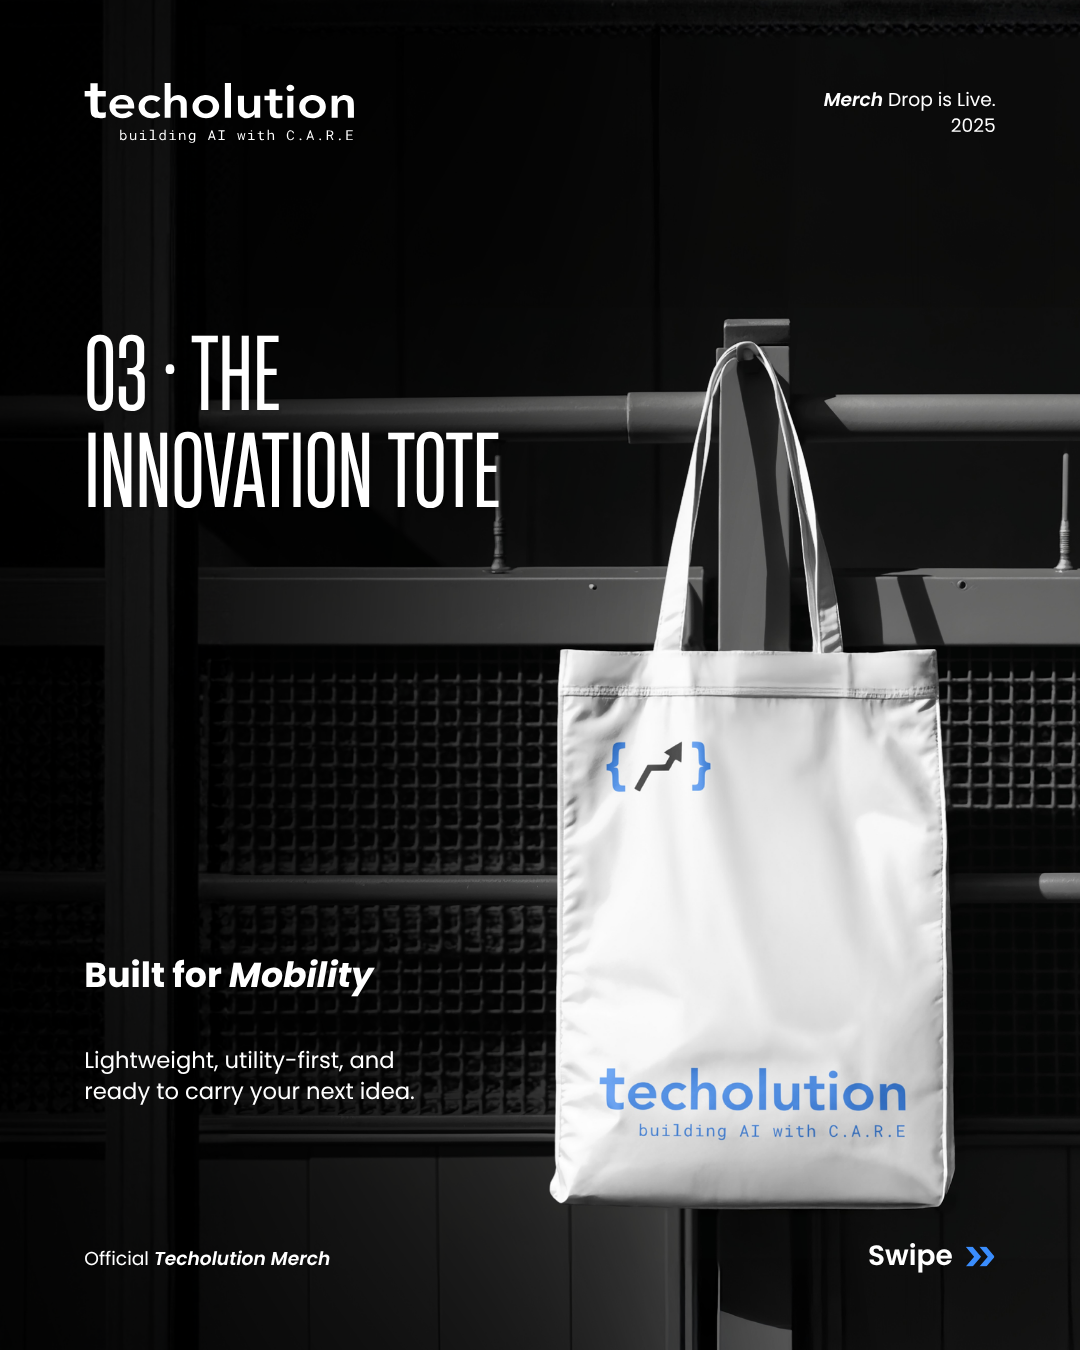 techolution
building AI with C.A.R.E
Merch Drop is Live.
2025
03 · THE
INNOVATION TOTE
techolution
building AI with C.A.R.E
Built for Mobility
Lightweight, utility-first, and
ready to carry your next idea.
Official Techolution Merch
Swipe